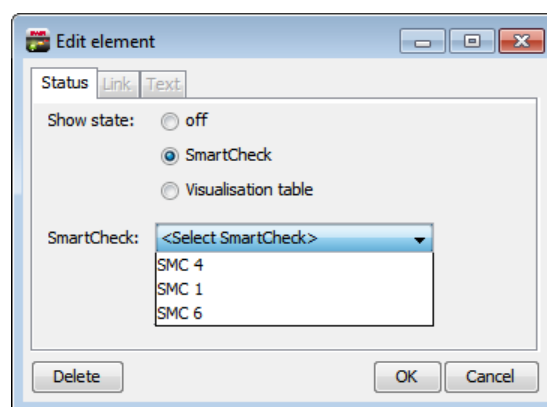 Edit element
Status Link Text
Show state: off
SmartCheck
Visualisation table
SmartCheck: <Select SmartCheck>
SMC 4
SMC 1
SMC 6
Delete OK Cancel